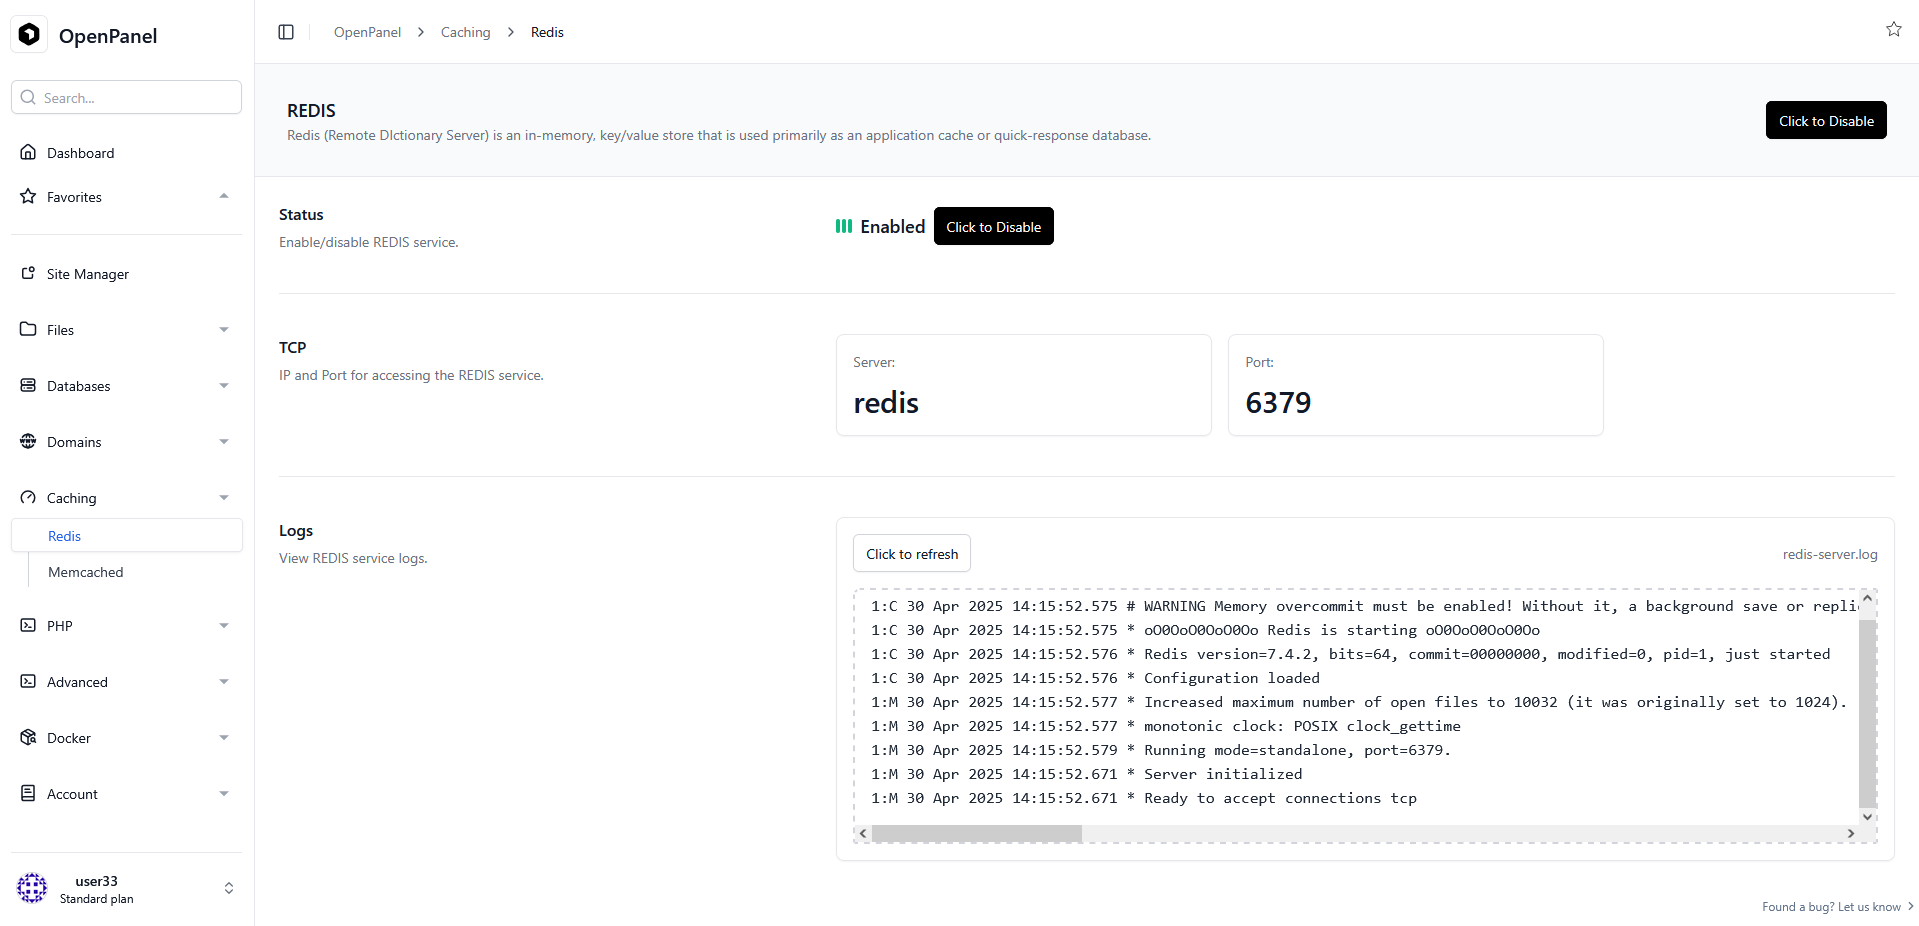 OpenPanel
Search...
Dashboard
Favorites
Site Manager
Files
Databases
Domains
Caching
Redis
Memcached
PHP
Advanced
Docker
Account
user33
Standard plan
OpenPanel > Caching > Redis
REDIS
Redis (Remote DIctionary Server) is an in-memory, key/value store that is used primarily as an application cache or quick-response database.
Click to Disable
Status
Enable/disable REDIS service.
Enabled
Click to Disable
TCP
IP and Port for accessing the REDIS service.
Server:
redis
Port:
6379
Logs
View REDIS service logs.
Click to refresh
redis-server.log
1:C 30 Apr 2025 14:15:52.575 # WARNING Memory overcommit must be enabled! Without it, a background save or repli
1:C 30 Apr 2025 14:15:52.575 * oO0OoO0OoO0Oo Redis is starting oO0OoO0OoO0Oo
1:C 30 Apr 2025 14:15:52.576 * Redis version=7.4.2, bits=64, commit=00000000, modified=0, pid=1, just started
1:C 30 Apr 2025 14:15:52.576 * Configuration loaded
1:M 30 Apr 2025 14:15:52.577 * Increased maximum number of open files to 10032 (it was originally set to 1024).
1:M 30 Apr 2025 14:15:52.577 * monotonic clock: POSIX clock_gettime
1:M 30 Apr 2025 14:15:52.579 * Running mode=standalone, port=6379.
1:M 30 Apr 2025 14:15:52.671 * Server initialized
1:M 30 Apr 2025 14:15:52.671 * Ready to accept connections tcp
Found a bug? Let us know